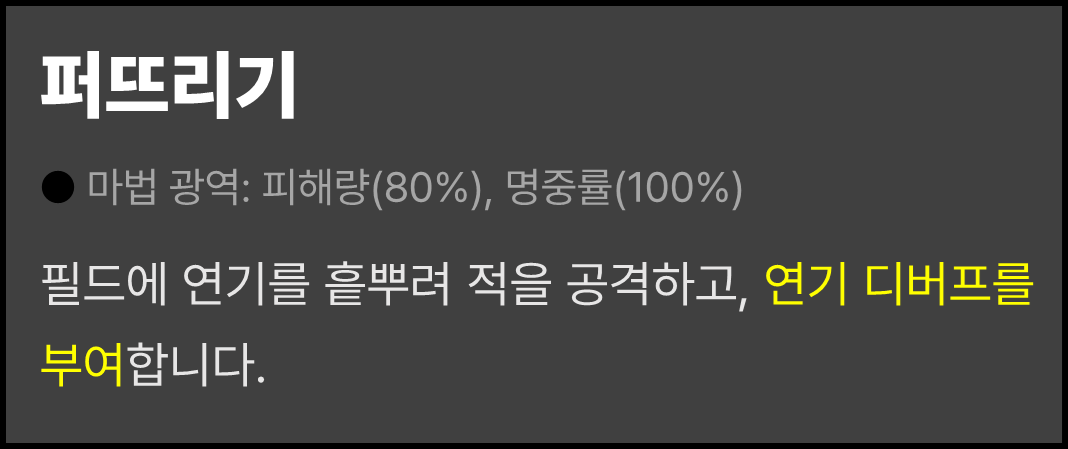 퍼뜨리기
● 마법 광역: 피해량(80%), 명중률(100%)
필드에 연기를 흩뿌려 적을 공격하고, 연기 디버프를
부여합니다.